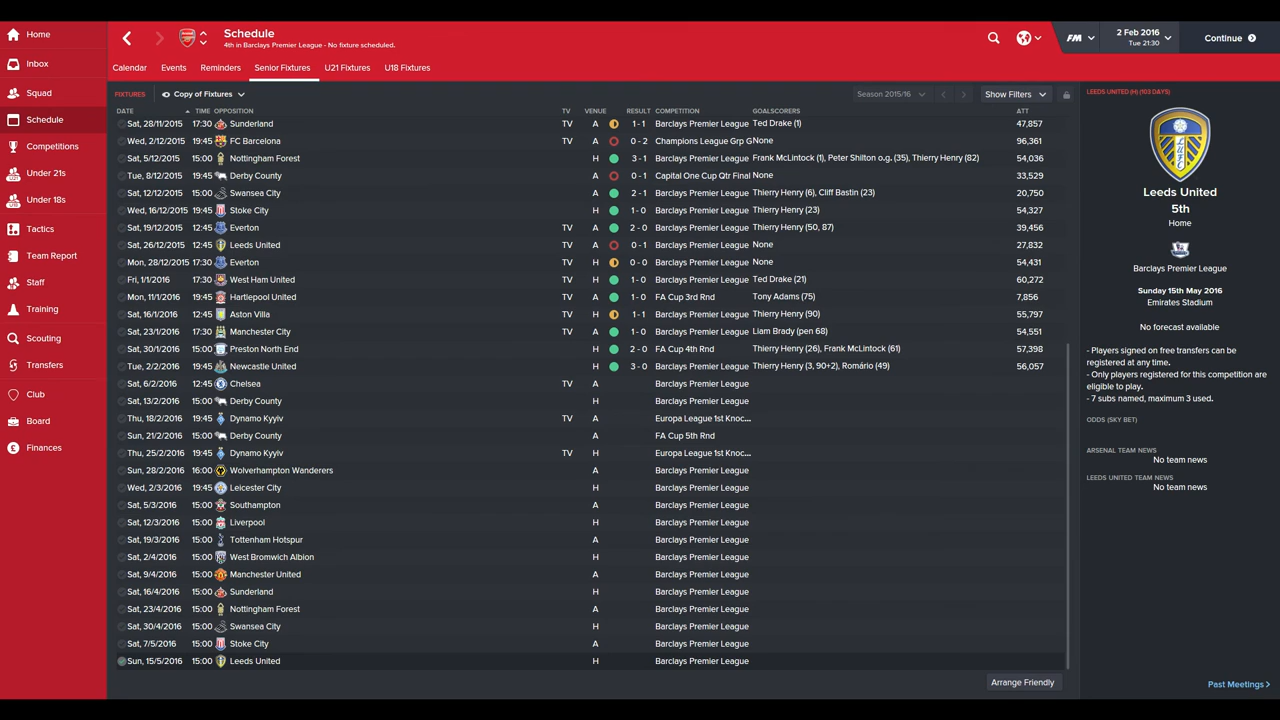 Home
Inbox
Squad
Schedule
Competitions
Under 21s
Under 18s
Tactics
Team Report
Staff
Training
Scouting
Transfers
Club
Board
Finances
Schedule
4th in Barclays Premier League - No fixture scheduled.
FM 2 Feb 2016 Tue 21:30 Continue
Calendar Events Reminders Senior Fixtures U21 Fixtures U18 Fixtures
FIXTURES Copy of Fixtures Season 2015/16 Show Filters
DATE TIME OPPOSITION TV VENUE RESULT COMPETITION GOALSCORERS ATT
Sat, 28/11/2015 17:30 Sunderland TV A 1-1 Barclays Premier League Ted Drake (1) 47,857
Wed, 2/12/2015 19:45 FC Barcelona TV A 0-2 Champions League Grp G None 96,361
Sat, 5/12/2015 15:00 Nottingham Forest H 3-1 Barclays Premier League Frank McLintock (1), Peter Shilton o.g. (35), Thierry Henry (82) 54,036
Tue, 8/12/2015 19:45 Derby County A 0-1 Capital One Cup Qtr Final None 33,529
Sat, 12/12/2015 15:00 Swansea City A 2-1 Barclays Premier League Thierry Henry (6), Cliff Bastin (23) 20,750
Wed, 16/12/2015 19:45 Stoke City H 1-0 Barclays Premier League Thierry Henry (23) 54,327
Sat, 19/12/2015 12:45 Everton TV A 2-0 Barclays Premier League Thierry Henry (50, 87) 39,456
Sat, 26/12/2015 12:45 Leeds United TV A 0-1 Barclays Premier League None 27,832
Mon, 28/12/2015 17:30 Everton TV H 0-0 Barclays Premier League None 54,431
Fri, 1/1/2016 17:30 West Ham United TV H 1-0 Barclays Premier League Ted Drake (21) 60,272
Mon, 11/1/2016 19:45 Hartlepool United TV A 1-0 FA Cup 3rd Rnd Tony Adams (75) 7,856
Sat, 16/1/2016 12:45 Aston Villa TV H 1-1 Barclays Premier League Thierry Henry (90) 55,797
Sat, 23/1/2016 17:30 Manchester City TV A 1-0 Barclays Premier League Liam Brady (pen 68) 54,551
Sat, 30/1/2016 15:00 Preston North End H 2-0 FA Cup 4th Rnd Thierry Henry (26), Frank McLintock (61) 57,398
Tue, 2/2/2016 19:45 Newcastle United H 3-0 Barclays Premier League Thierry Henry (3, 90+2), Romário (49) 56,057
Sat, 6/2/2016 12:45 Chelsea TV A Barclays Premier League
Sat, 13/2/2016 15:00 Derby County H Barclays Premier League
Thu, 18/2/2016 19:45 Dynamo Kyyiv TV A Europa League 1st Knoc...
Sun, 21/2/2016 15:00 Derby County A FA Cup 5th Rnd
Thu, 25/2/2016 19:45 Dynamo Kyyiv TV H Europa League 1st Knoc...
Sun, 28/2/2016 16:00 Wolverhampton Wanderers A Barclays Premier League
Wed, 2/3/2016 19:45 Leicester City H Barclays Premier League
Sat, 5/3/2016 15:00 Southampton A Barclays Premier League
Sat, 12/3/2016 15:00 Liverpool H Barclays Premier League
Sat, 19/3/2016 15:00 Tottenham Hotspur A Barclays Premier League
Sat, 2/4/2016 15:00 West Bromwich Albion H Barclays Premier League
Sat, 9/4/2016 15:00 Manchester United A Barclays Premier League
Sat, 16/4/2016 15:00 Sunderland H Barclays Premier League
Sat, 23/4/2016 15:00 Nottingham Forest A Barclays Premier League
Sat, 30/4/2016 15:00 Swansea City H Barclays Premier League
Sat, 7/5/2016 15:00 Stoke City A Barclays Premier League
Sun, 15/5/2016 15:00 Leeds United H Barclays Premier League
Arrange Friendly
LEEDS UNITED (H) (103 DAYS)
LUFC
Leeds United
5th
Home
Barclays Premier League
Sunday 15th May 2016
Emirates Stadium
No forecast available
- Players signed on free transfers can be
registered at any time.
- Only players registered for this competition are
eligible to play.
- 7 subs named, maximum 3 used.
ODDS (SKY BET)
ARSENAL TEAM NEWS
No team news
LEEDS UNITED TEAM NEWS
No team news
Past Meetings